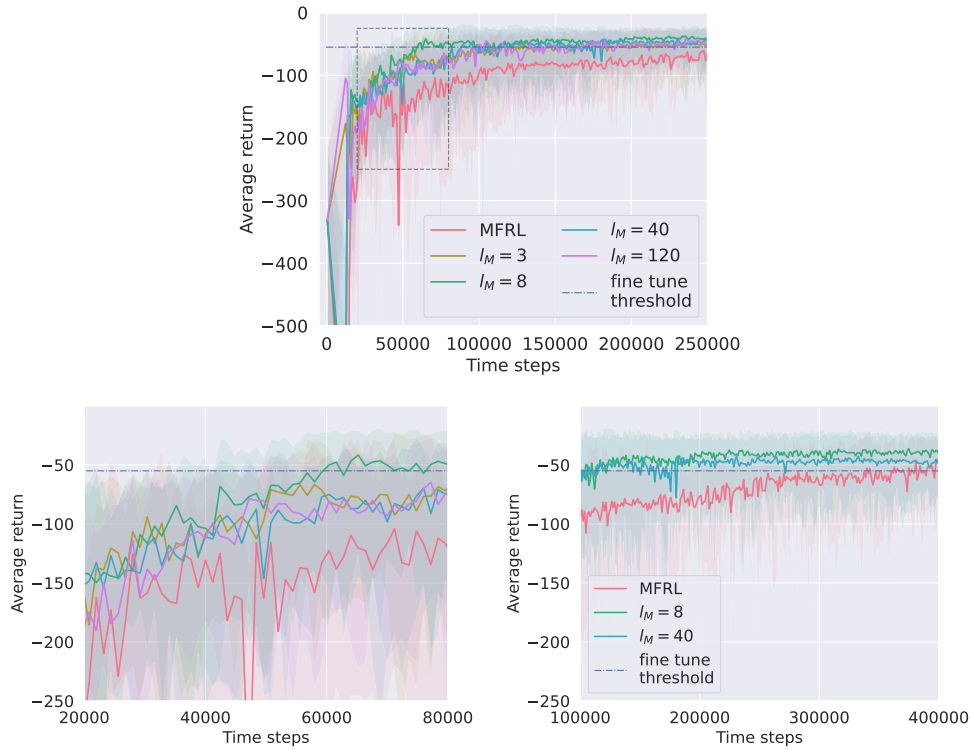 0
−100
−200
−300
−400
−500
Average return
MFRL
l_M = 3
l_M = 8
l_M = 40
l_M = 120
fine tune
threshold
0 50000 100000 150000 200000 250000
Time steps
−50
−100
−150
−200
−250
Average return
20000 40000 60000 80000
Time steps
−50
−100
−150
−200
−250
Average return
MFRL
l_M = 8
l_M = 40
fine tune
threshold
100000 200000 300000 400000
Time steps